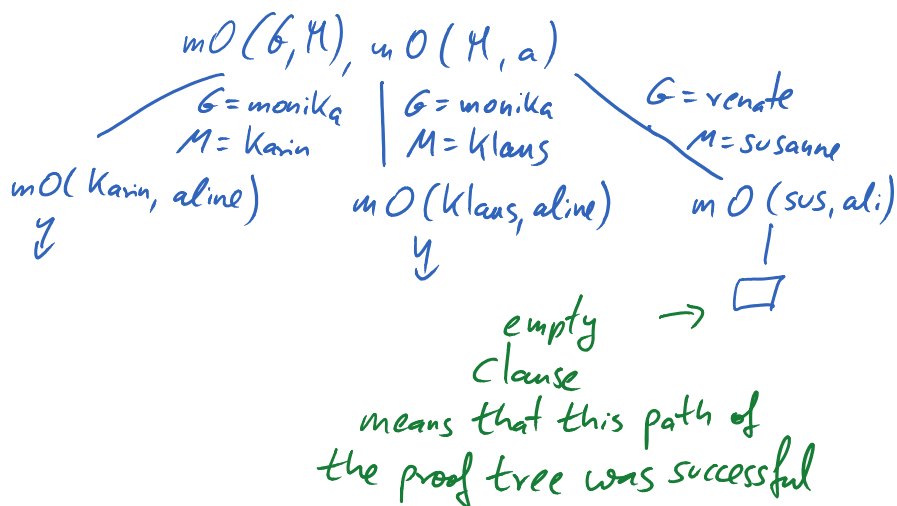 mO(G,M), mO(M,a)
G=monika
M=Karin
G=monika
M=Klaus
G=renate
M=susanne
mO(Karin, aline)
mO(Klaus, aline)
mO(sus, ali)
empty →
Clause
means that this path of
the proof tree was successful